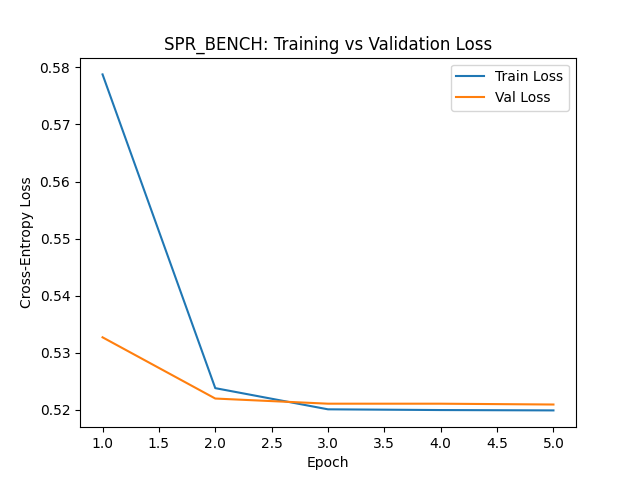 SPR_BENCH: Training vs Validation Loss
Train Loss
Val Loss
Cross-Entropy Loss
0.58
0.57
0.56
0.55
0.54
0.53
0.52
1.0 1.5 2.0 2.5 3.0 3.5 4.0 4.5 5.0
Epoch